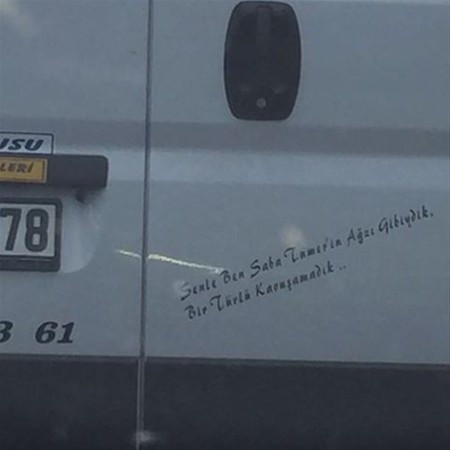 USU
LERİ
78
3 61
Senle Ben Saba Tümer'in Ağzı Gibiydik,
Bir Türlü Kavuşamadık ..